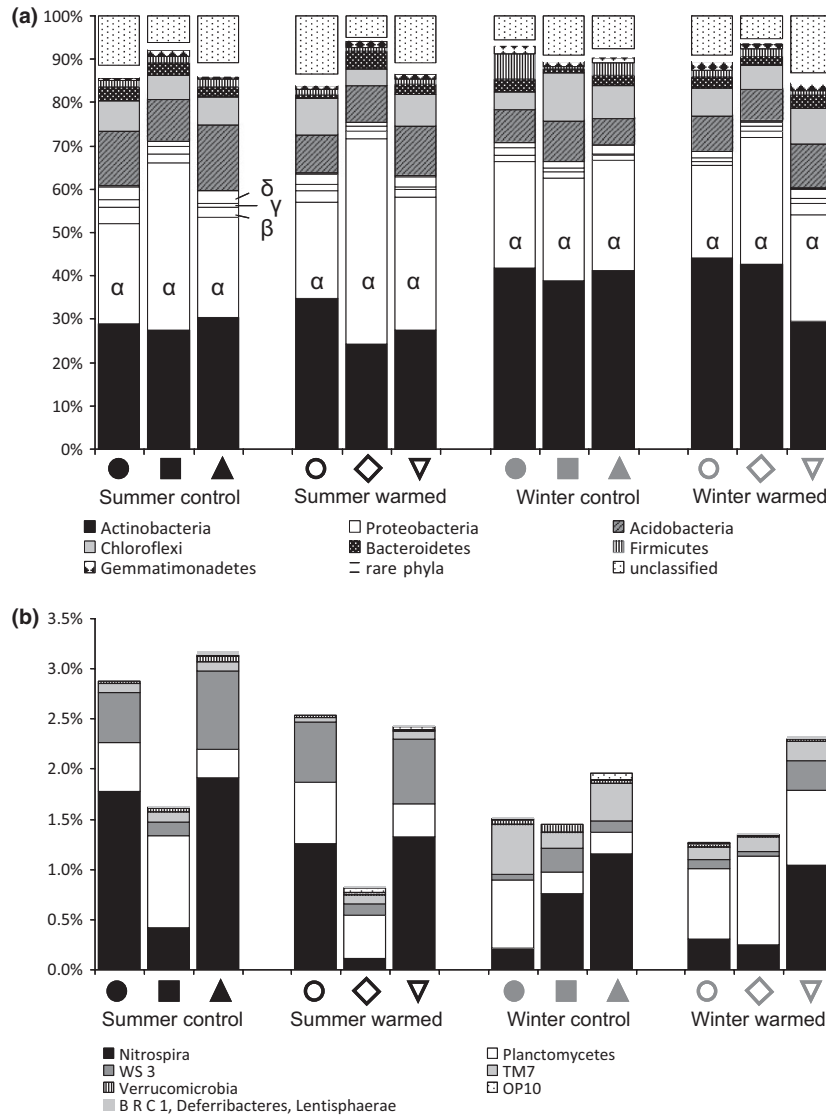 (a)
100%
90%
80%
70%
60%
50%
40%
30%
20%
10%
0%
δ
γ
β
α α α α α α α α α α α α
Summer control Summer warmed Winter control Winter warmed
Actinobacteria Proteobacteria Acidobacteria
Chloroflexi Bacteroidetes Firmicutes
Gemmatimonadetes rare phyla unclassified
(b)
3.5%
3.0%
2.5%
2.0%
1.5%
1.0%
0.5%
0.0%
Summer control Summer warmed Winter control Winter warmed
Nitrospira Planctomycetes
WS 3 TM7
Verrucomicrobia OP10
B R C 1, Deferribacteres, Lentisphaerae